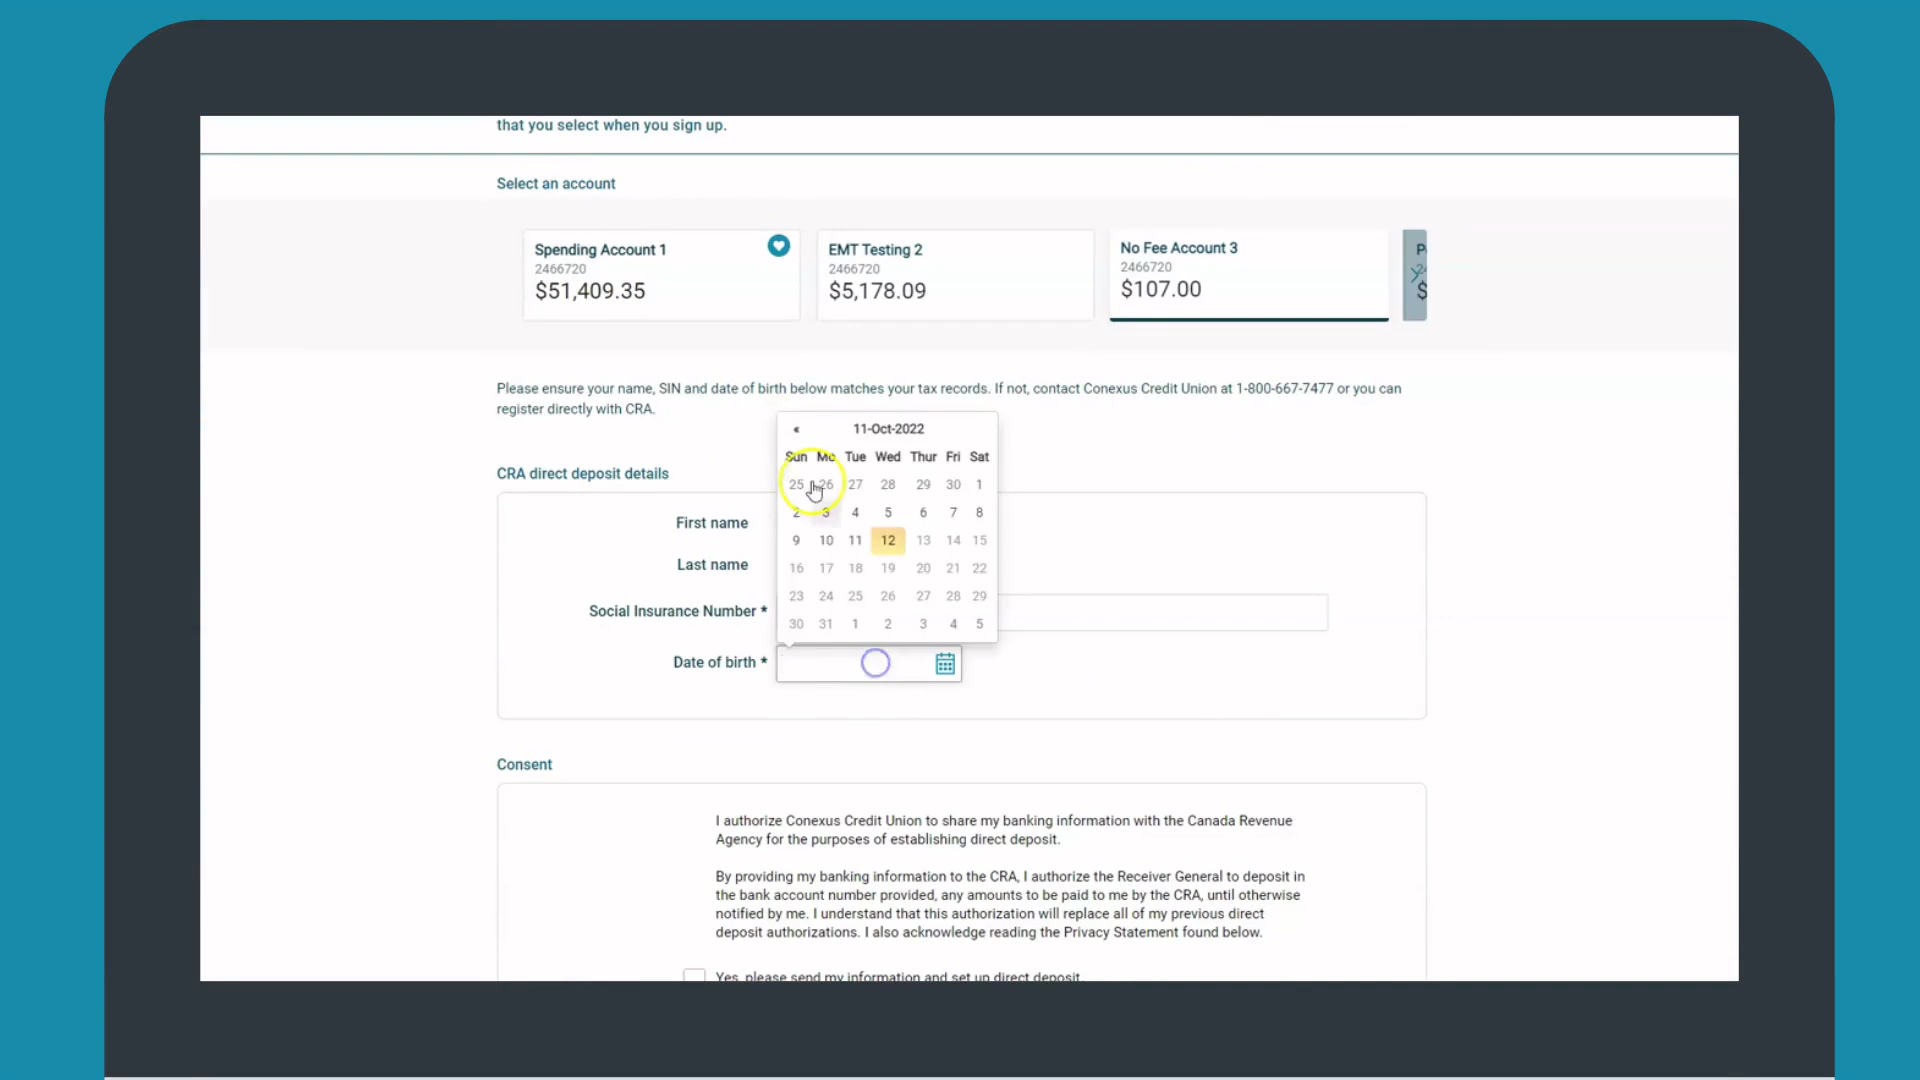 that you select when you sign up.
Select an account
Spending Account 1
2466720
$51,409.35
EMT Testing 2
2466720
$5,178.09
No Fee Account 3
2466720
$107.00
$
Please ensure your name, SIN and date of birth below matches your tax records. If not, contact Conexus Credit Union at 1-800-667-7477 or you can
register directly with CRA.
« 11-Oct-2022
Sun Mo Tue Wed Thur Fri Sat
25 26 27 28 29 30 1
2 3 4 5 6 7 8
9 10 11 12 13 14 15
16 17 18 19 20 21 22
23 24 25 26 27 28 29
30 31 1 2 3 4 5
CRA direct deposit details
First name
Last name
Social Insurance Number *
Date of birth *
Consent
I authorize Conexus Credit Union to share my banking information with the Canada Revenue
Agency for the purposes of establishing direct deposit.
By providing my banking information to the CRA, I authorize the Receiver General to deposit in
the bank account number provided, any amounts to be paid to me by the CRA, until otherwise
notified by me. I understand that this authorization will replace all of my previous direct
deposit authorizations. I also acknowledge reading the Privacy Statement found below.
Yes, please send my information and set up direct deposit